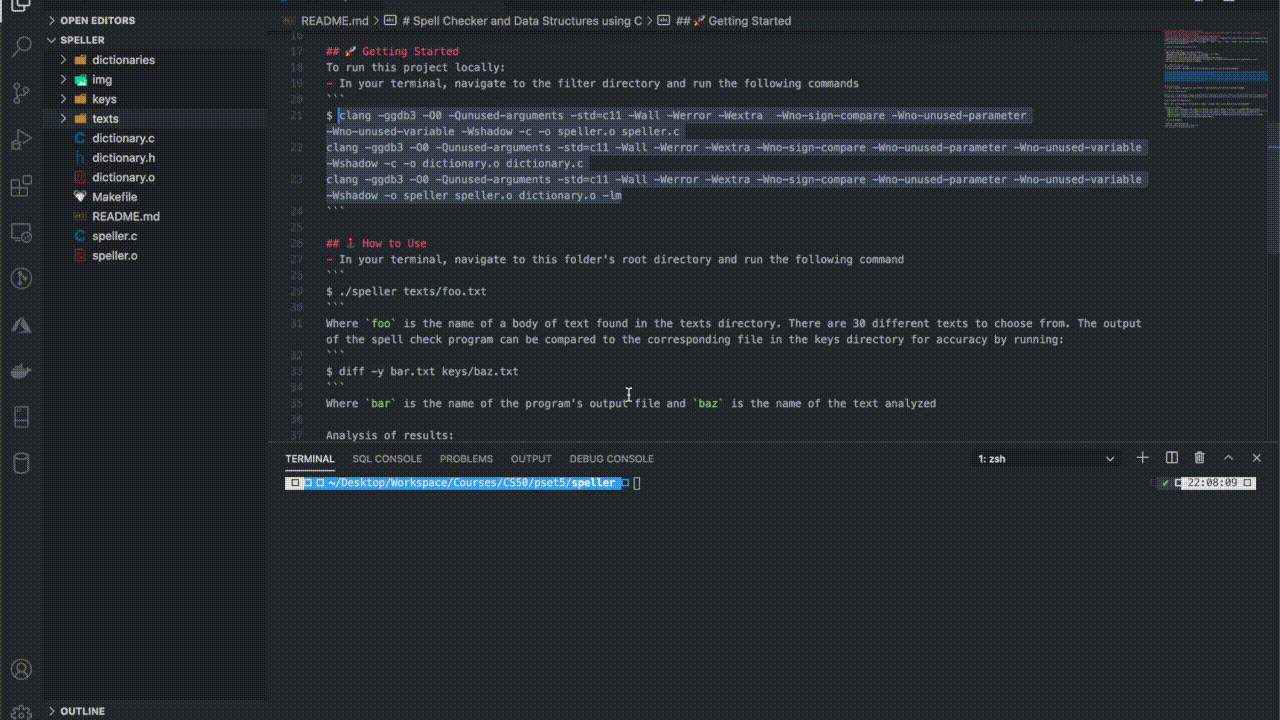 OPEN EDITORS
SPELLER
dictionaries
img
keys
texts
dictionary.c
dictionary.h
dictionary.o
Makefile
README.md
speller.c
speller.o
OUTLINE
README.md > # Spell Checker and Data Structures using C > ## 🚀 Getting Started
16
17 ## 🚀 Getting Started
18 To run this project locally:
19 - In your terminal, navigate to the filter directory and run the following commands
20 ```
21 $ clang -ggdb3 -O0 -Qunused-arguments -std=c11 -Wall -Werror -Wextra  -Wno-sign-compare -Wno-unused-parameter
-Wno-unused-variable -Wshadow -c -o speller.o speller.c
22 clang -ggdb3 -O0 -Qunused-arguments -std=c11 -Wall -Werror -Wextra -Wno-sign-compare -Wno-unused-parameter -Wno-unused-variable
-Wshadow -c -o dictionary.o dictionary.c
23 clang -ggdb3 -O0 -Qunused-arguments -std=c11 -Wall -Werror -Wextra -Wno-sign-compare -Wno-unused-parameter -Wno-unused-variable
-Wshadow -o speller speller.o dictionary.o -lm
24 ```
25
26 ## 🕹 How to Use
27 - In your terminal, navigate to this folder's root directory and run the following command
28 ```
29 $ ./speller texts/foo.txt
30 ```
31 Where `foo` is the name of a body of text found in the texts directory. There are 30 different texts to choose from. The output
of the spell check program can be compared to the corresponding file in the keys directory for accuracy by running:
32 ```
33 $ diff -y bar.txt keys/baz.txt
34 ```
35 Where `bar` is the name of the program's output file and `baz` is the name of the text analyzed
36
37 Analysis of results:
TERMINAL SQL CONSOLE PROBLEMS OUTPUT DEBUG CONSOLE 1: zsh
~/Desktop/Workspace/Courses/CS50/pset5/speller ✔ 22:08:09